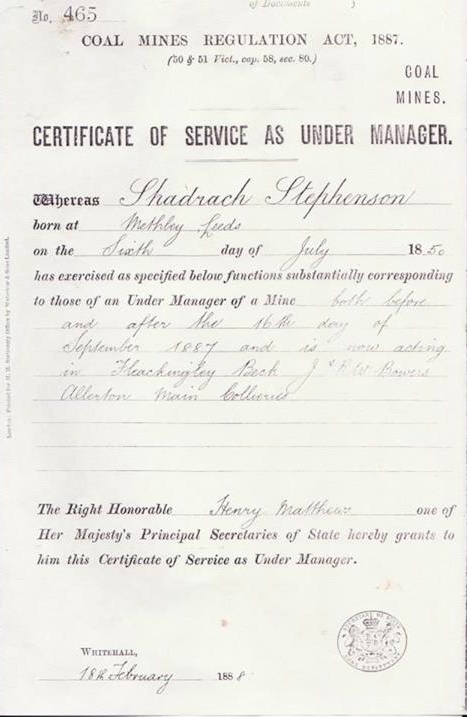 of Documents )
No. 465
COAL MINES REGULATION ACT, 1887.
(50 & 51 Vict., cap. 58, sec. 80.)
COAL
MINES.
CERTIFICATE OF SERVICE AS UNDER MANAGER.
Whereas Shadrach Stephenson
born at Methley Leeds
on the Sixth day of July 1850
has exercised as specified below functions substantially corresponding
to those of an Under Manager of a Mine both before
and after the 16th day of
September 1887 and is now acting
in Heachingley Beck J & R W Bowers
Allerton Main Collieries
The Right Honorable Henry Matthews one of
Her Majesty's Principal Secretaries of State hereby grants to
him this Certificate of Service as Under Manager.
WHITEHALL,
18th February 1888.